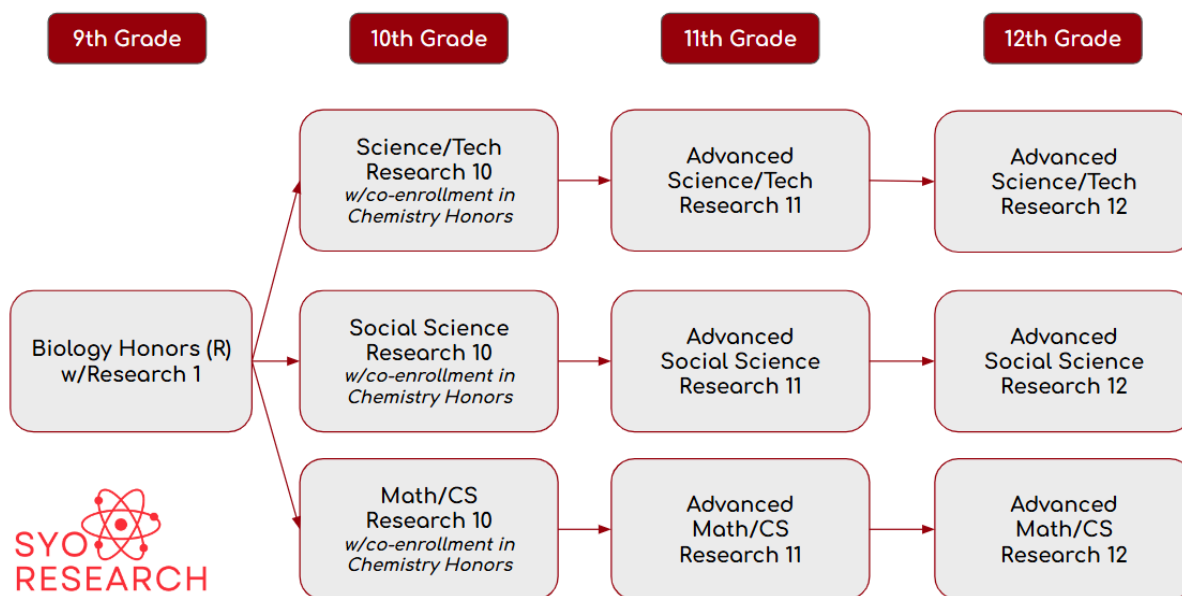 9th Grade
10th Grade
11th Grade
12th Grade
Science/Tech
Research 10
w/co-enrollment in
Chemistry Honors
Advanced
Science/Tech
Research 11
Advanced
Science/Tech
Research 12
Biology Honors (R)
w/Research 1
Social Science
Research 10
w/co-enrollment in
Chemistry Honors
Advanced
Social Science
Research 11
Advanced
Social Science
Research 12
Math/CS
Research 10
w/co-enrollment in
Chemistry Honors
Advanced
Math/CS
Research 11
Advanced
Math/CS
Research 12
SYO
RESEARCH